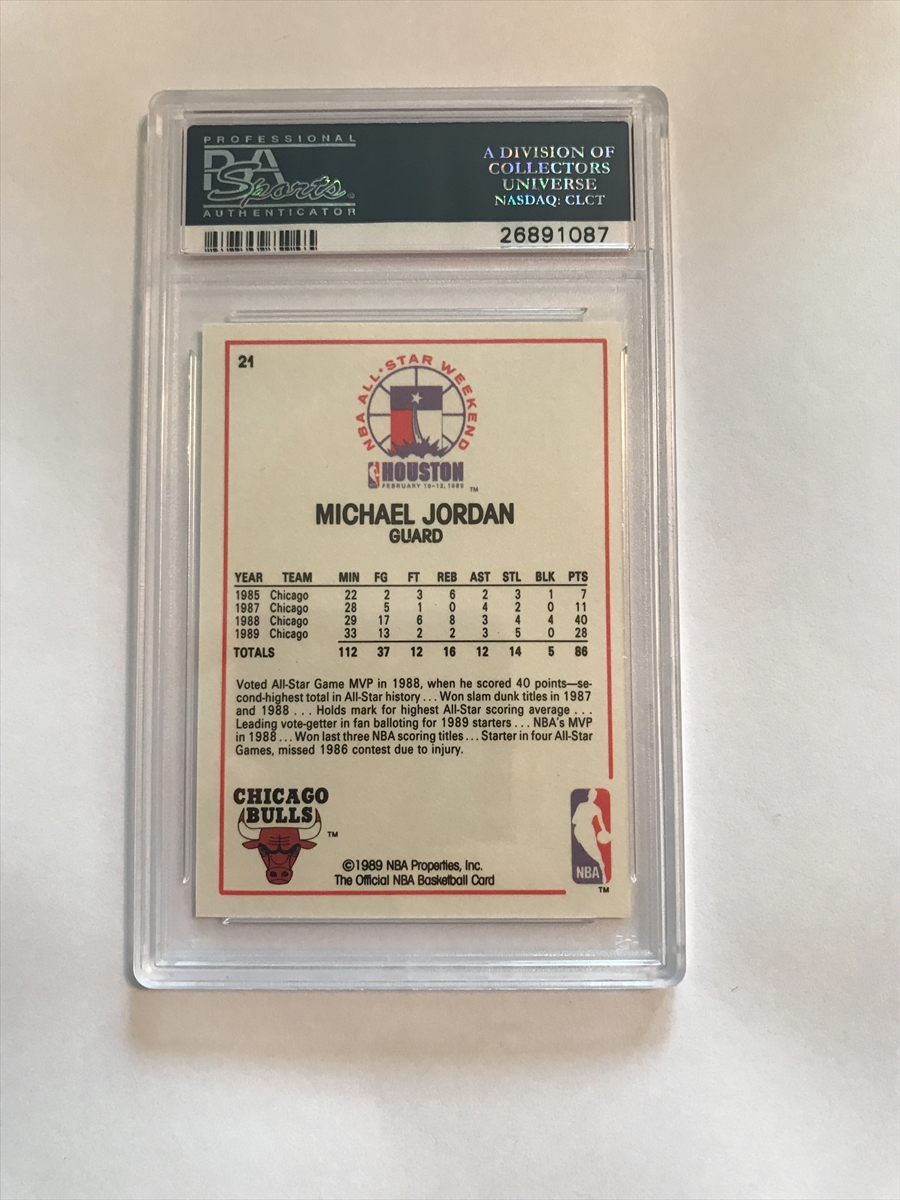 PROFESSIONAL
PSA
Sports
AUTHENTICATOR
A DIVISION OF
COLLECTORS
UNIVERSE
NASDAQ: CLCT
26891087
21
NBA ALL-STAR WEEKEND
HOUSTON
FEBRUARY 10-12, 1989
TM
MICHAEL JORDAN
GUARD
YEAR TEAM MIN FG FT REB AST STL BLK PTS
1985 Chicago 22 2 3 6 2 3 1 7
1987 Chicago 28 5 1 0 4 2 0 11
1988 Chicago 29 17 6 8 3 4 4 40
1989 Chicago 33 13 2 2 3 5 0 28
TOTALS 112 37 12 16 12 14 5 86
Voted All-Star Game MVP in 1988, when he scored 40 points—se-
cond-highest total in All-Star history . . . Won slam dunk titles in 1987
and 1988 . . . Holds mark for highest All-Star scoring average . . .
Leading vote-getter in fan balloting for 1989 starters . . . NBA's MVP
in 1988 . . . Won last three NBA scoring titles . . . Starter in four All-Star
Games, missed 1986 contest due to injury.
CHICAGO
BULLS
TM
©1989 NBA Properties, Inc.
The Official NBA Basketball Card
NBA
TM